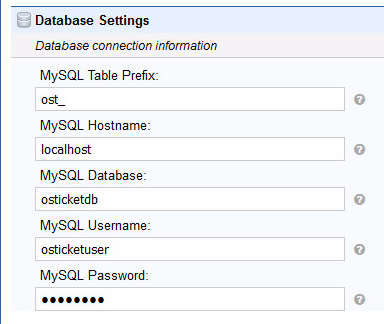 Database Settings
Database connection information
MySQL Table Prefix:
ost_
MySQL Hostname:
localhost
MySQL Database:
osticketdb
MySQL Username:
osticketuser
MySQL Password:
●●●●●●●●